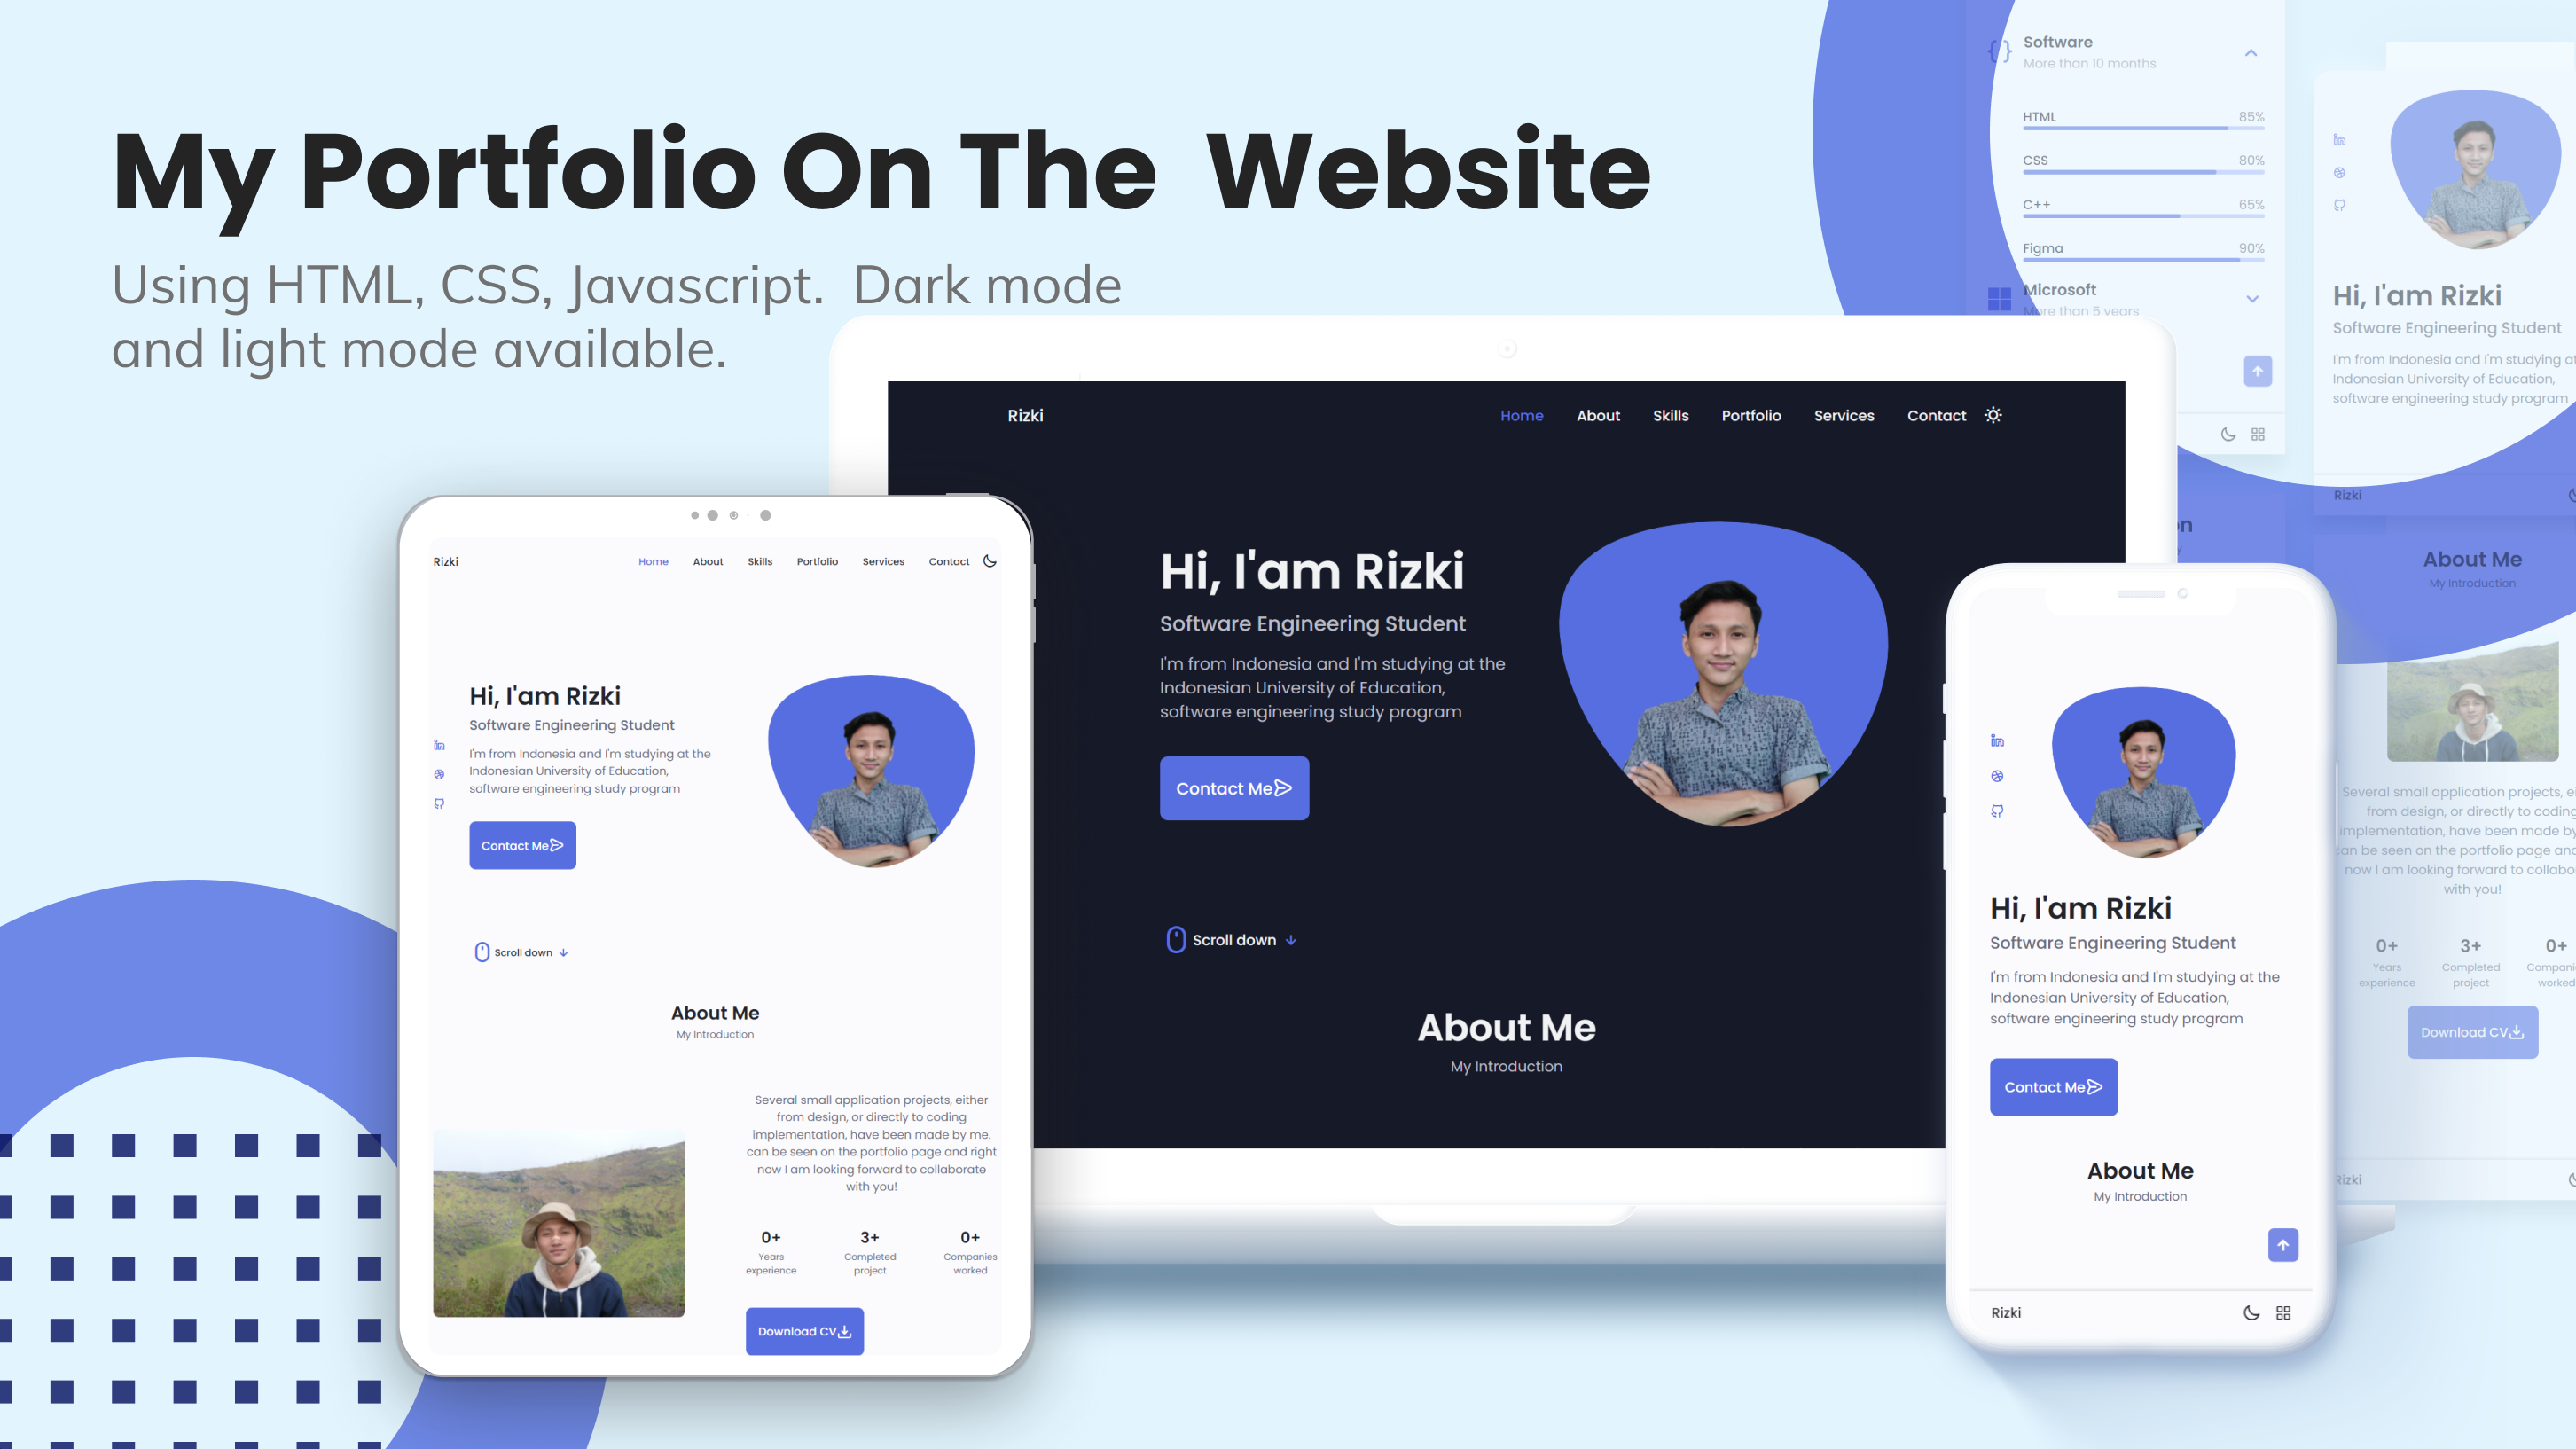 My Portfolio On The Website
Using HTML, CSS, Javascript. Dark mode
and light mode available.
Software
More than 10 months
HTML 85%
CSS 80%
C++ 65%
Figma 90%
Microsoft
More than 5 years
Hi, I'am Rizki
Software Engineering Student
I'm from Indonesia and I'm studying at
Indonesian University of Education,
software engineering study program
Rizki
About Me
My Introduction
Several small application projects,
from design, or directly to coding
implementation, have been made by
can be seen on the portfolio page and
now I am looking forward to
with you!
0+ 3+ 0+
Years Completed
experience project worked
Download CV
Rizki
Rizki Home About Skills Portfolio Services Contact
Hi, I'am Rizki
Software Engineering Student
I'm from Indonesia and I'm studying at the
Indonesian University of Education,
software engineering study program
Contact Me
Scroll down
About Me
My Introduction
Rizki Home About Skills Portfolio Services Contact
Hi, I'am Rizki
Software Engineering Student
I'm from Indonesia and I'm studying at the
Indonesian University of Education,
software engineering study program
Contact Me
Scroll down
About Me
My Introduction
Several small application projects, either
from design, or directly to coding
implementation, have been made by me.
can be seen on the portfolio page and right
now I am looking forward to collaborate
with you!
0+ 3+ 0+
Years Completed Companies
experience project worked
Download CV
Hi, I'am Rizki
Software Engineering Student
I'm from Indonesia and I'm studying at the
Indonesian University of Education,
software engineering study program
Contact Me
About Me
My Introduction
Rizki